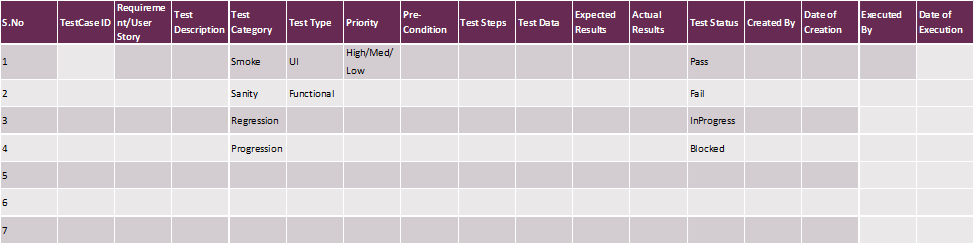 S.No TestCase ID Requireme nt/User Story Test Description Test Category Test Type Priority Pre- Condition Test Steps Test Data Expected Results Actual Results Test Status Created By Date of Creation Executed By Date of Execution
1 Smoke UI High/Med/ Low Pass
2 Sanity Functional Fail
3 Regression InProgress
4 Progression Blocked
5
6
7